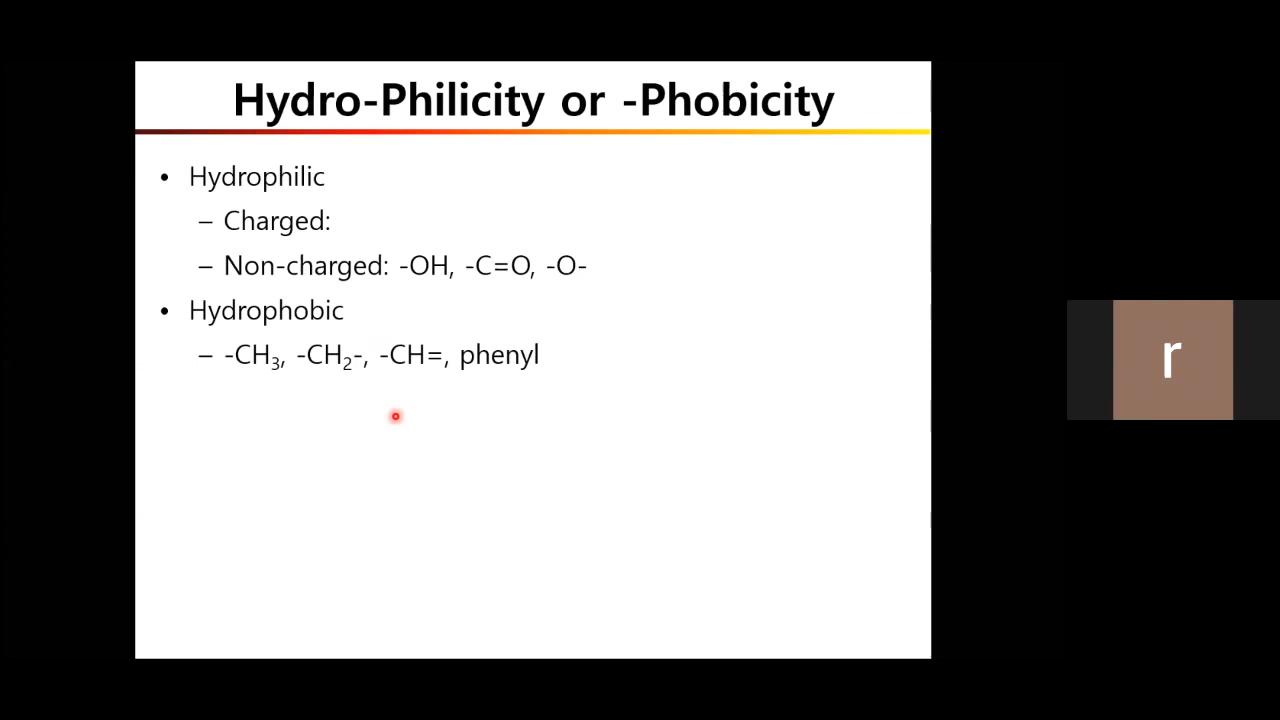 Hydro-Philicity or -Phobicity
• Hydrophilic
– Charged:
– Non-charged: -OH, -C=O, -O-
• Hydrophobic
– -CH₃, -CH₂-, -CH=, phenyl
r